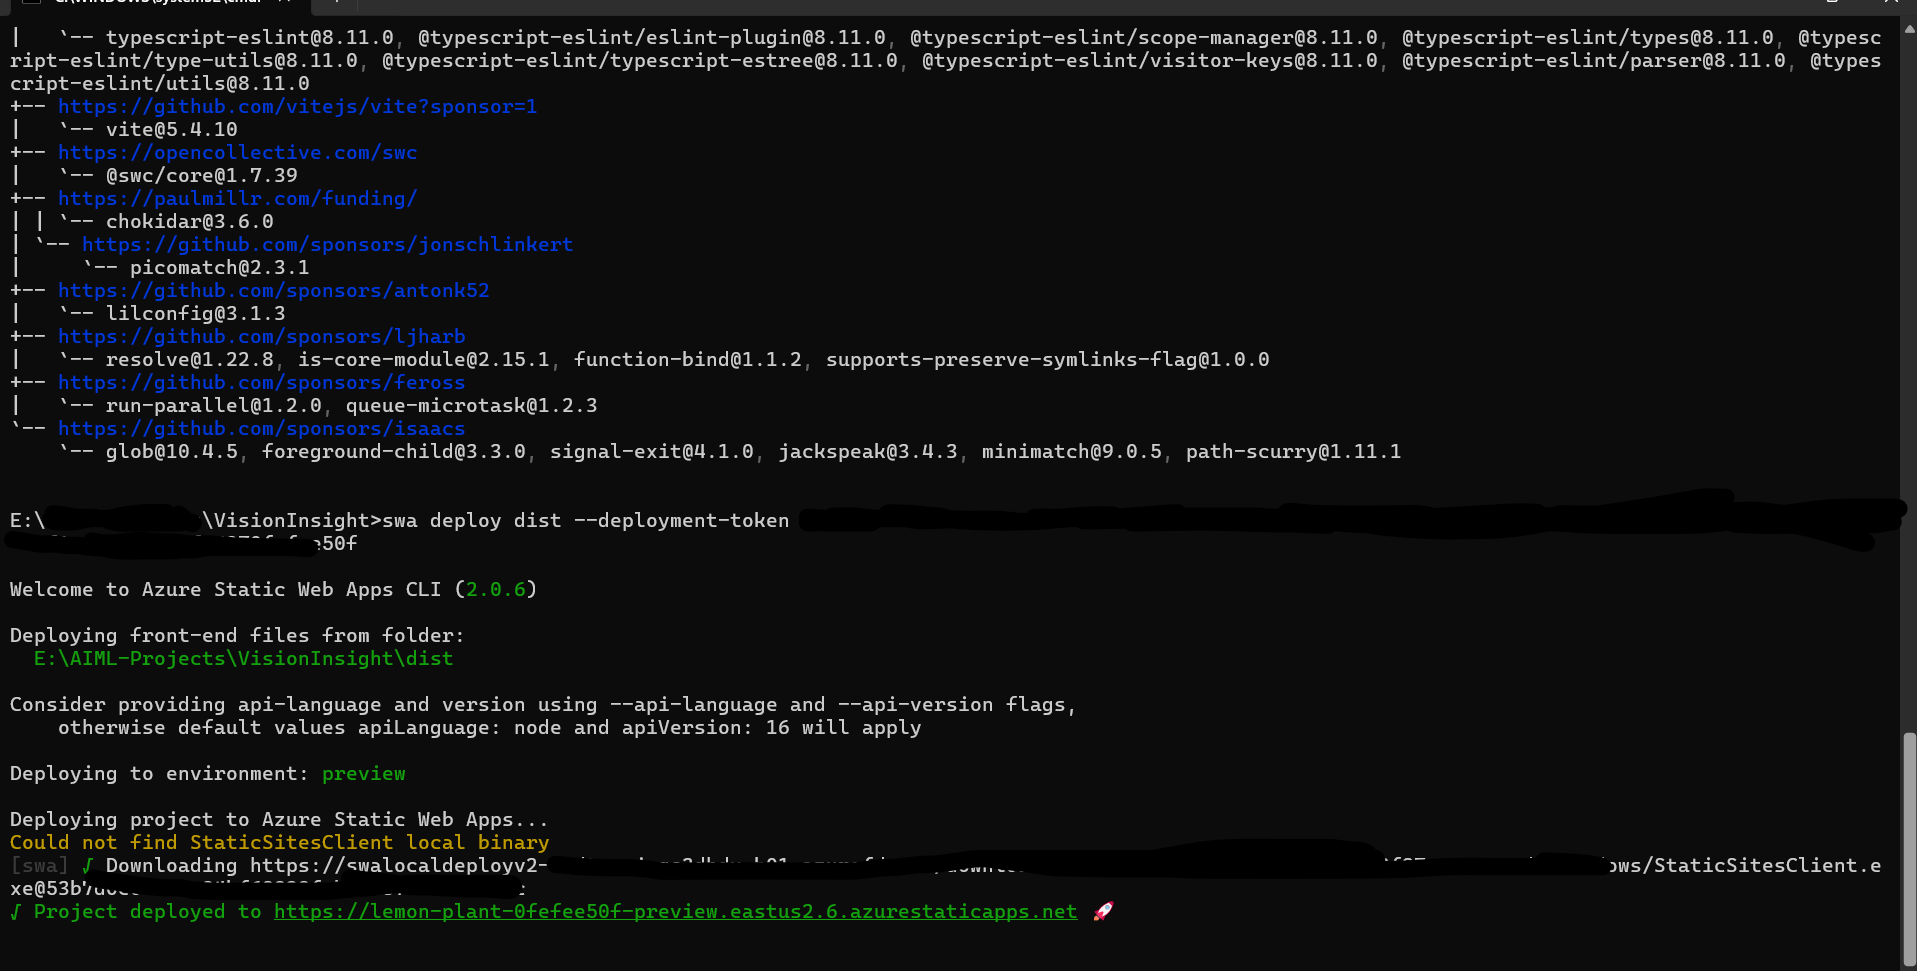 |   `-- typescript-eslint@8.11.0, @typescript-eslint/eslint-plugin@8.11.0, @typescript-eslint/scope-manager@8.11.0, @typescript-eslint/types@8.11.0, @typesc
ript-eslint/type-utils@8.11.0, @typescript-eslint/typescript-estree@8.11.0, @typescript-eslint/visitor-keys@8.11.0, @typescript-eslint/parser@8.11.0, @types
cript-eslint/utils@8.11.0
+-- https://github.com/vitejs/vite?sponsor=1
|   `-- vite@5.4.10
+-- https://opencollective.com/swc
|   `-- @swc/core@1.7.39
+-- https://paulmillr.com/funding/
| | `-- chokidar@3.6.0
| `-- https://github.com/sponsors/jonschlinkert
|     `-- picomatch@2.3.1
+-- https://github.com/sponsors/antonk52
|   `-- lilconfig@3.1.3
+-- https://github.com/sponsors/ljharb
|   `-- resolve@1.22.8, is-core-module@2.15.1, function-bind@1.1.2, supports-preserve-symlinks-flag@1.0.0
+-- https://github.com/sponsors/feross
|   `-- run-parallel@1.2.0, queue-microtask@1.2.3
`-- https://github.com/sponsors/isaacs
    `-- glob@10.4.5, foreground-child@3.3.0, signal-exit@4.1.0, jackspeak@3.4.3, minimatch@9.0.5, path-scurry@1.11.1
E:\ \VisionInsight>swa deploy dist --deployment-token
e50f
Welcome to Azure Static Web Apps CLI (2.0.6)
Deploying front-end files from folder:
  E:\AIML-Projects\VisionInsight\dist
Consider providing api-language and version using --api-language and --api-version flags,
    otherwise default values apiLanguage: node and apiVersion: 16 will apply
Deploying to environment: preview
Deploying project to Azure Static Web Apps...
Could not find StaticSitesClient local binary
[swa] √ Downloading https://swalocaldeployv2- ows/StaticSitesClient.e
xe@53b
√ Project deployed to https://lemon-plant-0fefee50f-preview.eastus2.6.azurestaticapps.net 🚀